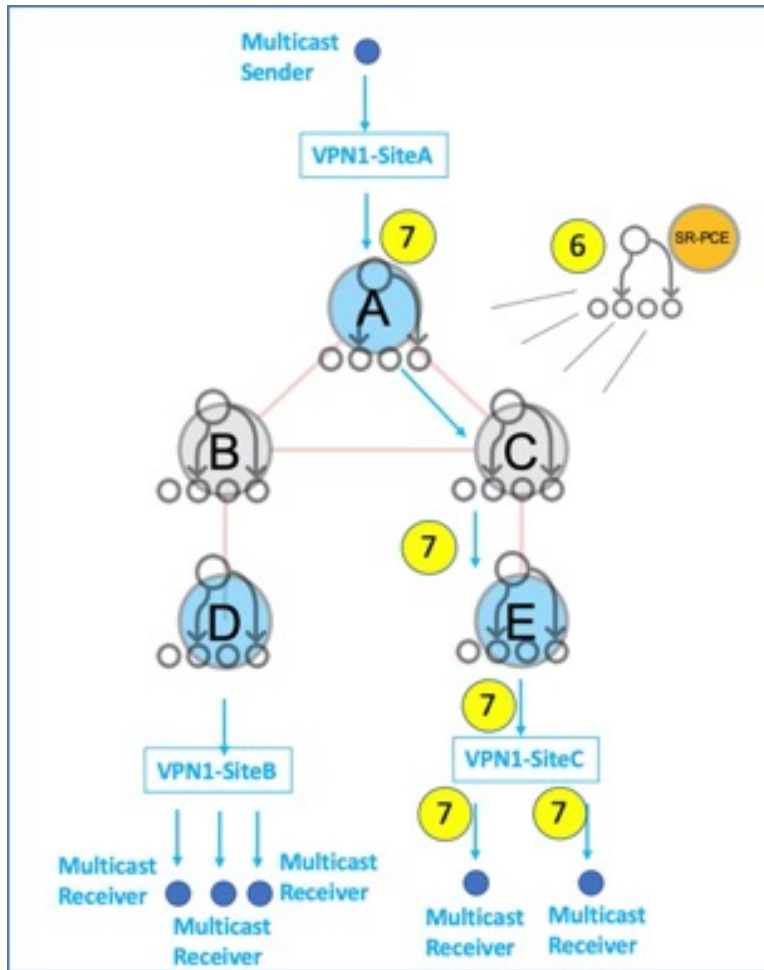 Multicast
Sender
VPN1-SiteA
7
6
SR-PCE
A
B
C
7
D
E
7
VPN1-SiteB
VPN1-SiteC
7
7
Multicast
Receiver
Multicast
Receiver
Multicast
Receiver
Multicast
Receiver
Multicast
Receiver